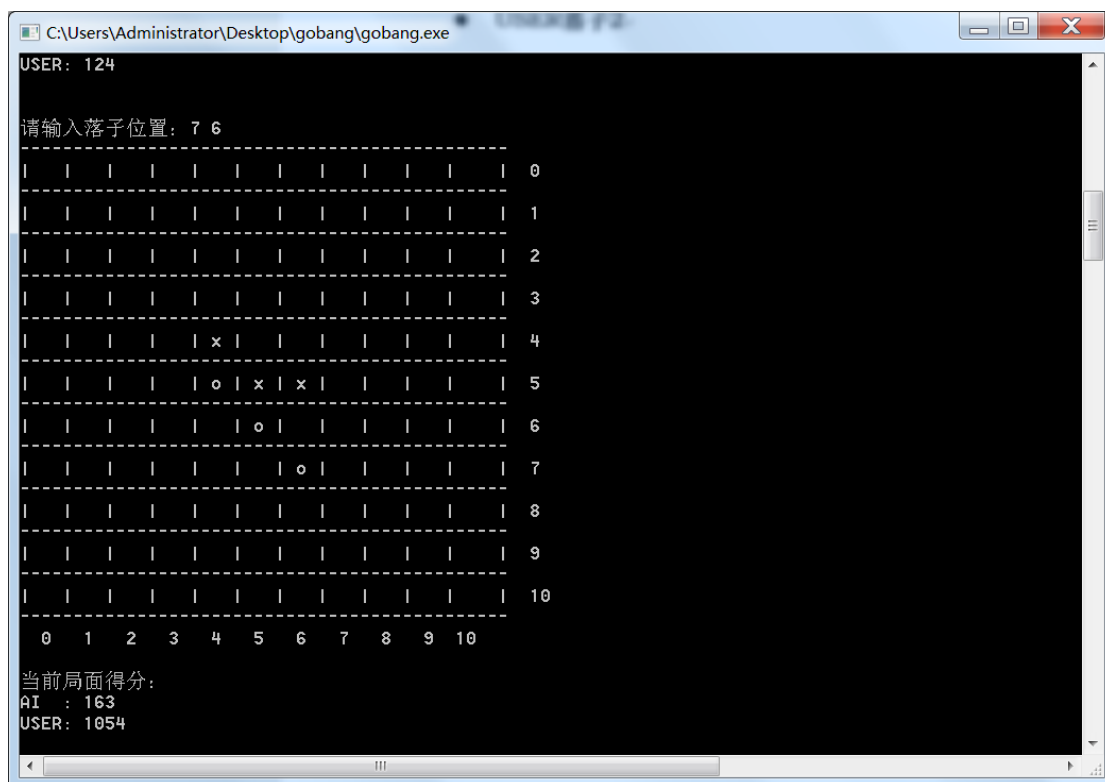 C:\Users\Administrator\Desktop\gobang\gobang.exe
USER: 124
请输入落子位置: 7 6
------------------------------------------------
|   |   |   |   |   |   |   |   |   |   |    |  0
------------------------------------------------
|   |   |   |   |   |   |   |   |   |   |    |  1
------------------------------------------------
|   |   |   |   |   |   |   |   |   |   |    |  2
------------------------------------------------
|   |   |   |   |   |   |   |   |   |   |    |  3
------------------------------------------------
|   |   |   |   | x |   |   |   |   |   |    |  4
------------------------------------------------
|   |   |   |   | o | x | x |   |   |   |    |  5
------------------------------------------------
|   |   |   |   |   | o |   |   |   |   |    |  6
------------------------------------------------
|   |   |   |   |   |   | o |   |   |   |    |  7
------------------------------------------------
|   |   |   |   |   |   |   |   |   |   |    |  8
------------------------------------------------
|   |   |   |   |   |   |   |   |   |   |    |  9
------------------------------------------------
|   |   |   |   |   |   |   |   |   |   |    |  10
------------------------------------------------
0 1 2 3 4 5 6 7 8 9 10
当前局面得分:
AI : 163
USER: 1054